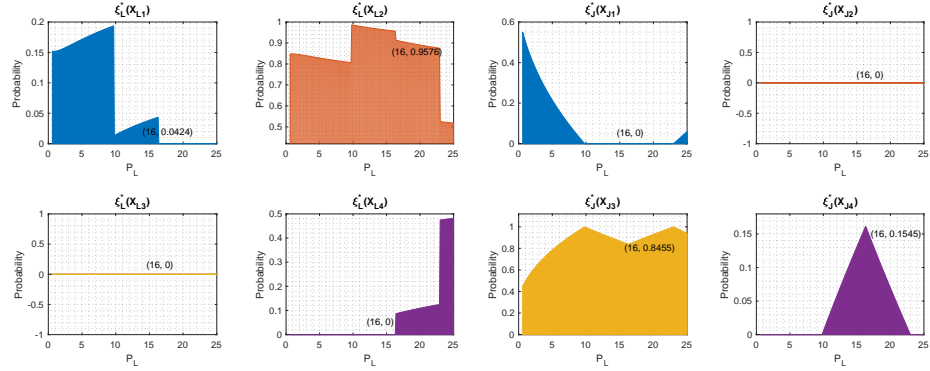 ξ*L(XL1)
Probability
0.2
0.15
0.1
0.05
0
(16, 0.0424)
0 5 10 15 20 25
PL
ξ*L(XL2)
Probability
1
0.9
0.8
0.7
0.6
0.5
(16, 0.9576)
0 5 10 15 20 25
PL
ξ*J(XJ1)
Probability
0.6
0.4
0.2
0
(16, 0)
0 5 10 15 20 25
PL
ξ*J(XJ2)
Probability
1
0.5
0
-0.5
-1
(16, 0)
0 5 10 15 20 25
PL
ξ*L(XL3)
Probability
1
0.5
0
-0.5
-1
(16, 0)
0 5 10 15 20 25
PL
ξ*L(XL4)
Probability
0.5
0.4
0.3
0.2
0.1
0
(16, 0)
0 5 10 15 20 25
PL
ξ*J(XJ3)
Probability
1
0.8
0.6
0.4
0.2
0
(16, 0.8455)
0 5 10 15 20 25
PL
ξ*J(XJ4)
Probability
0.15
0.1
0.05
0
(16, 0.1545)
0 5 10 15 20 25
PL